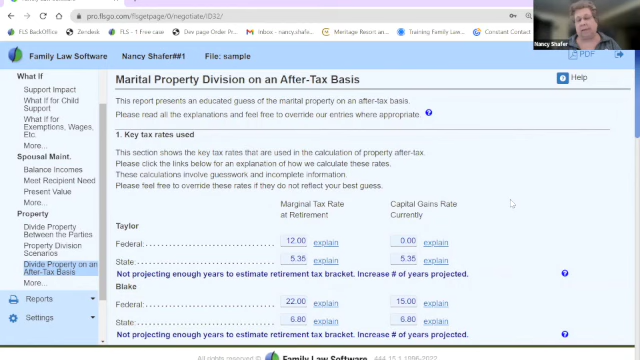 pro.flsgo.com/flsgetpage/0/negotiate/ID32/
FLS BackOffice Zendesk Dev page Order P... FLS - 1 free case Inbox - nancy.shafer... Meritage Resort an... Training Family Law... Constant Contact
Nancy Shafer
Family Law Software Nancy Shafer##1 File: sample
PDF
What If
Support Impact
What If for Child
Support
What If for
Exemptions, Wages,
Etc.
More...
Spousal Maint.
Balance Incomes
Meet Recipient Need
Present Value
More...
Property
Divide Property
Between the Parties
Property Division
Scenarios
Divide Property on an
After-Tax Basis
More...
Reports
Settings
Marital Property Division on an After-Tax Basis
Help
This report presents an educated guess of the marital property on an after-tax basis.
Please read all the explanations and feel free to override our entries where appropriate.
1. Key tax rates used
This section shows the key tax rates that are used in the calculation of property after-tax.
Please click the links below for an explanation of how we calculate these rates.
These calculations involve guesswork and incomplete information.
Please feel free to override these rates if they do not reflect your best guess.
Marginal Tax Rate Capital Gains Rate
at Retirement Currently
Taylor
Federal: 12.00 explain 0.00 explain
State: 5.35 explain 5.35 explain
Not projecting enough years to estimate retirement tax bracket. Increase # of years projected.
Blake
Federal: 22.00 explain 15.00 explain
State: 6.80 explain 6.80 explain
Not projecting enough years to estimate retirement tax bracket. Increase # of years projected.
All rights reserved © Family Law Software 444.15.1 1996-2022